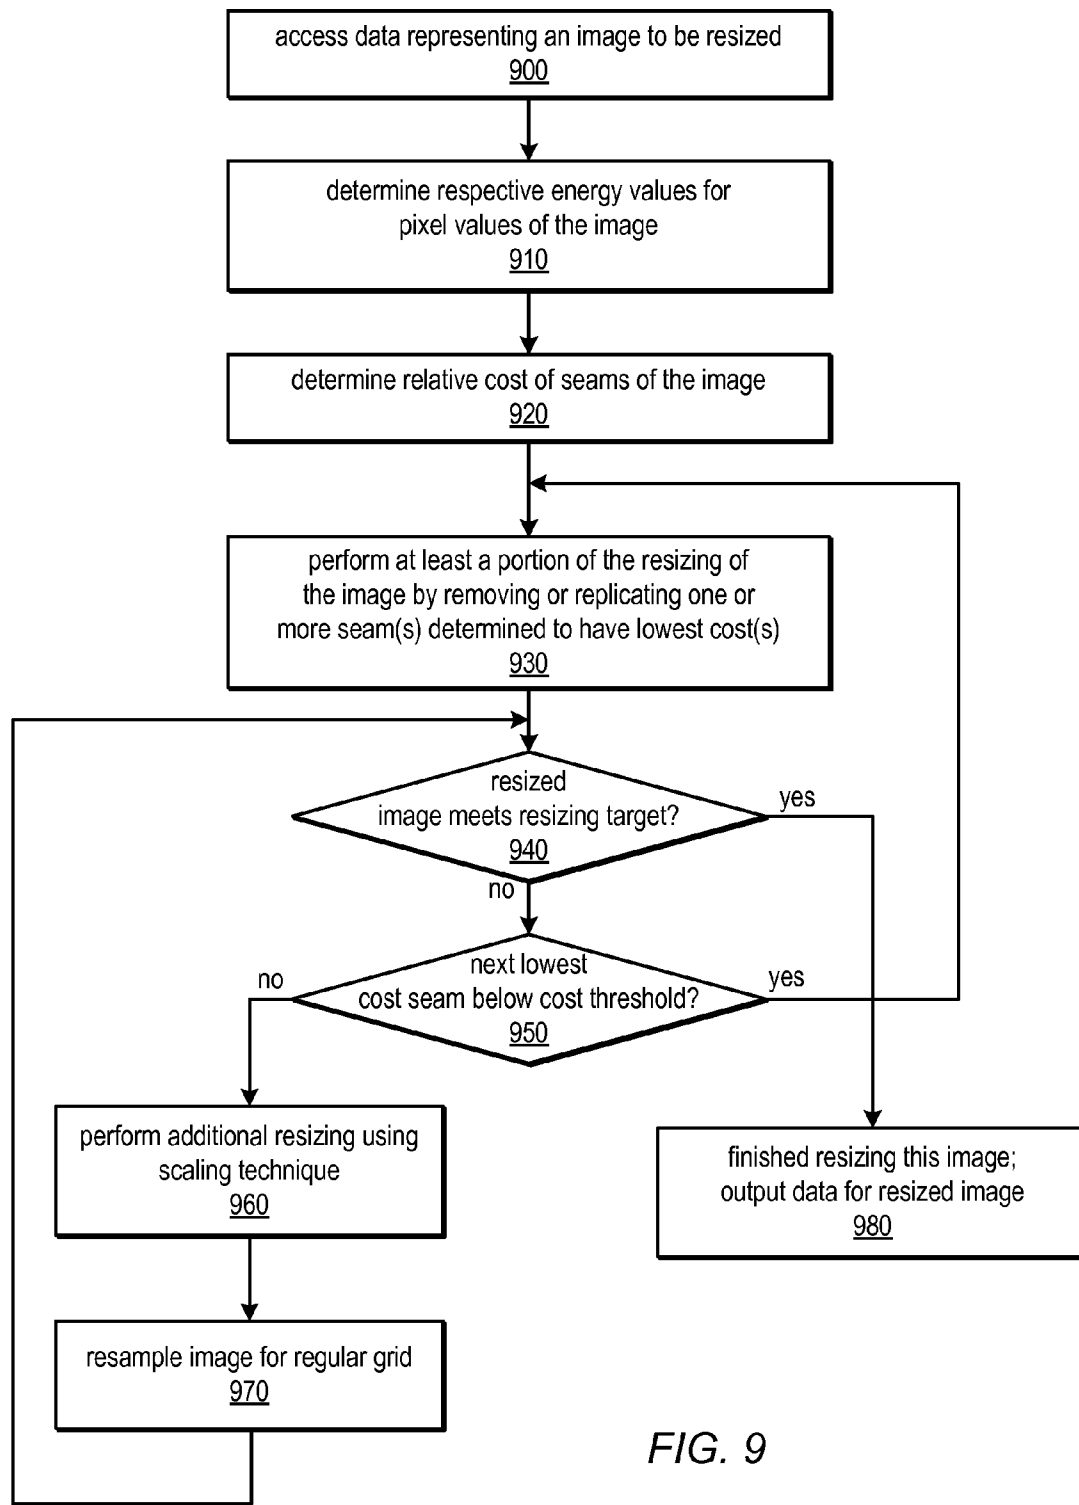 access data representing an image to be resized
900
determine respective energy values for
pixel values of the image
910
determine relative cost of seams of the image
920
perform at least a portion of the resizing of
the image by removing or replicating one or
more seam(s) determined to have lowest cost(s)
930
resized
image meets resizing target?
940
yes
no
next lowest
cost seam below cost threshold?
950
no
yes
perform additional resizing using
scaling technique
960
finished resizing this image;
output data for resized image
980
resample image for regular grid
970
FIG. 9